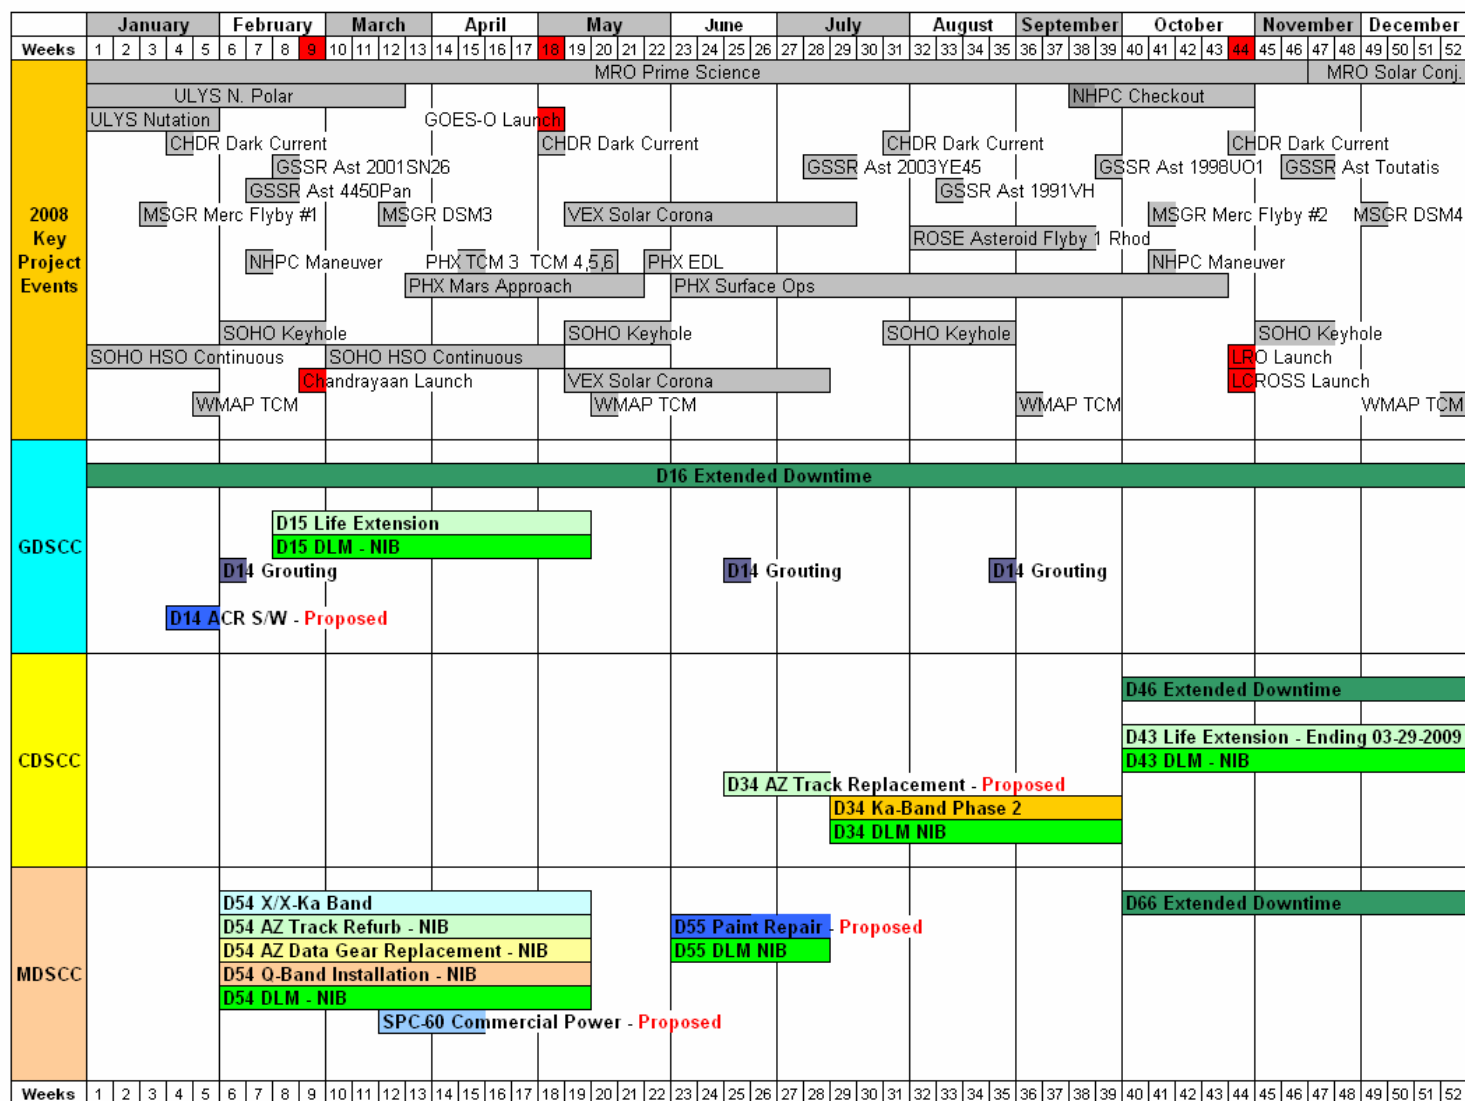 January February March April May June July August September October November December
Weeks 1 2 3 4 5 6 7 8 9 10 11 12 13 14 15 16 17 18 19 20 21 22 23 24 25 26 27 28 29 30 31 32 33 34 35 36 37 38 39 40 41 42 43 44 45 46 47 48 49 50 51 52
2008 Key Project Events
MRO Prime Science MRO Solar Conj.
ULYS N. Polar NHPC Checkout
ULYS Nutation GOES-O Launch
CHDR Dark Current CHDR Dark Current CHDR Dark Current CHDR Dark Current
GSSR Ast 2001SN26 GSSR Ast 2003YE45 GSSR Ast 1998UO1 GSSR Ast Toutatis
GSSR Ast 4450Pan GSSR Ast 1991VH
MSGR Merc Flyby #1 MSGR DSM3 VEX Solar Corona MSGR Merc Flyby #2 MSGR DSM4
ROSE Asteroid Flyby 1 Rhod
NHPC Maneuver PHX TCM 3 TCM 4,5,6 PHX EDL NHPC Maneuver
PHX Mars Approach PHX Surface Ops
SOHO Keyhole SOHO Keyhole SOHO Keyhole SOHO Keyhole
SOHO HSO Continuous SOHO HSO Continuous LRO Launch
Chandrayaan Launch VEX Solar Corona LCROSS Launch
WMAP TCM WMAP TCM WMAP TCM WMAP TCM
GDSCC
D16 Extended Downtime
D15 Life Extension
D15 DLM - NIB
D14 Grouting D14 Grouting D14 Grouting
D14 ACR S/W - Proposed
CDSCC
D46 Extended Downtime
D43 Life Extension - Ending 03-29-2009
D43 DLM - NIB
D34 AZ Track Replacement - Proposed
D34 Ka-Band Phase 2
D34 DLM NIB
MDSCC
D54 X/X-Ka Band D66 Extended Downtime
D54 AZ Track Refurb - NIB D55 Paint Repair - Proposed
D54 AZ Data Gear Replacement - NIB D55 DLM NIB
D54 Q-Band Installation - NIB
D54 DLM - NIB
SPC-60 Commercial Power - Proposed
Weeks 1 2 3 4 5 6 7 8 9 10 11 12 13 14 15 16 17 18 19 20 21 22 23 24 25 26 27 28 29 30 31 32 33 34 35 36 37 38 39 40 41 42 43 44 45 46 47 48 49 50 51 52